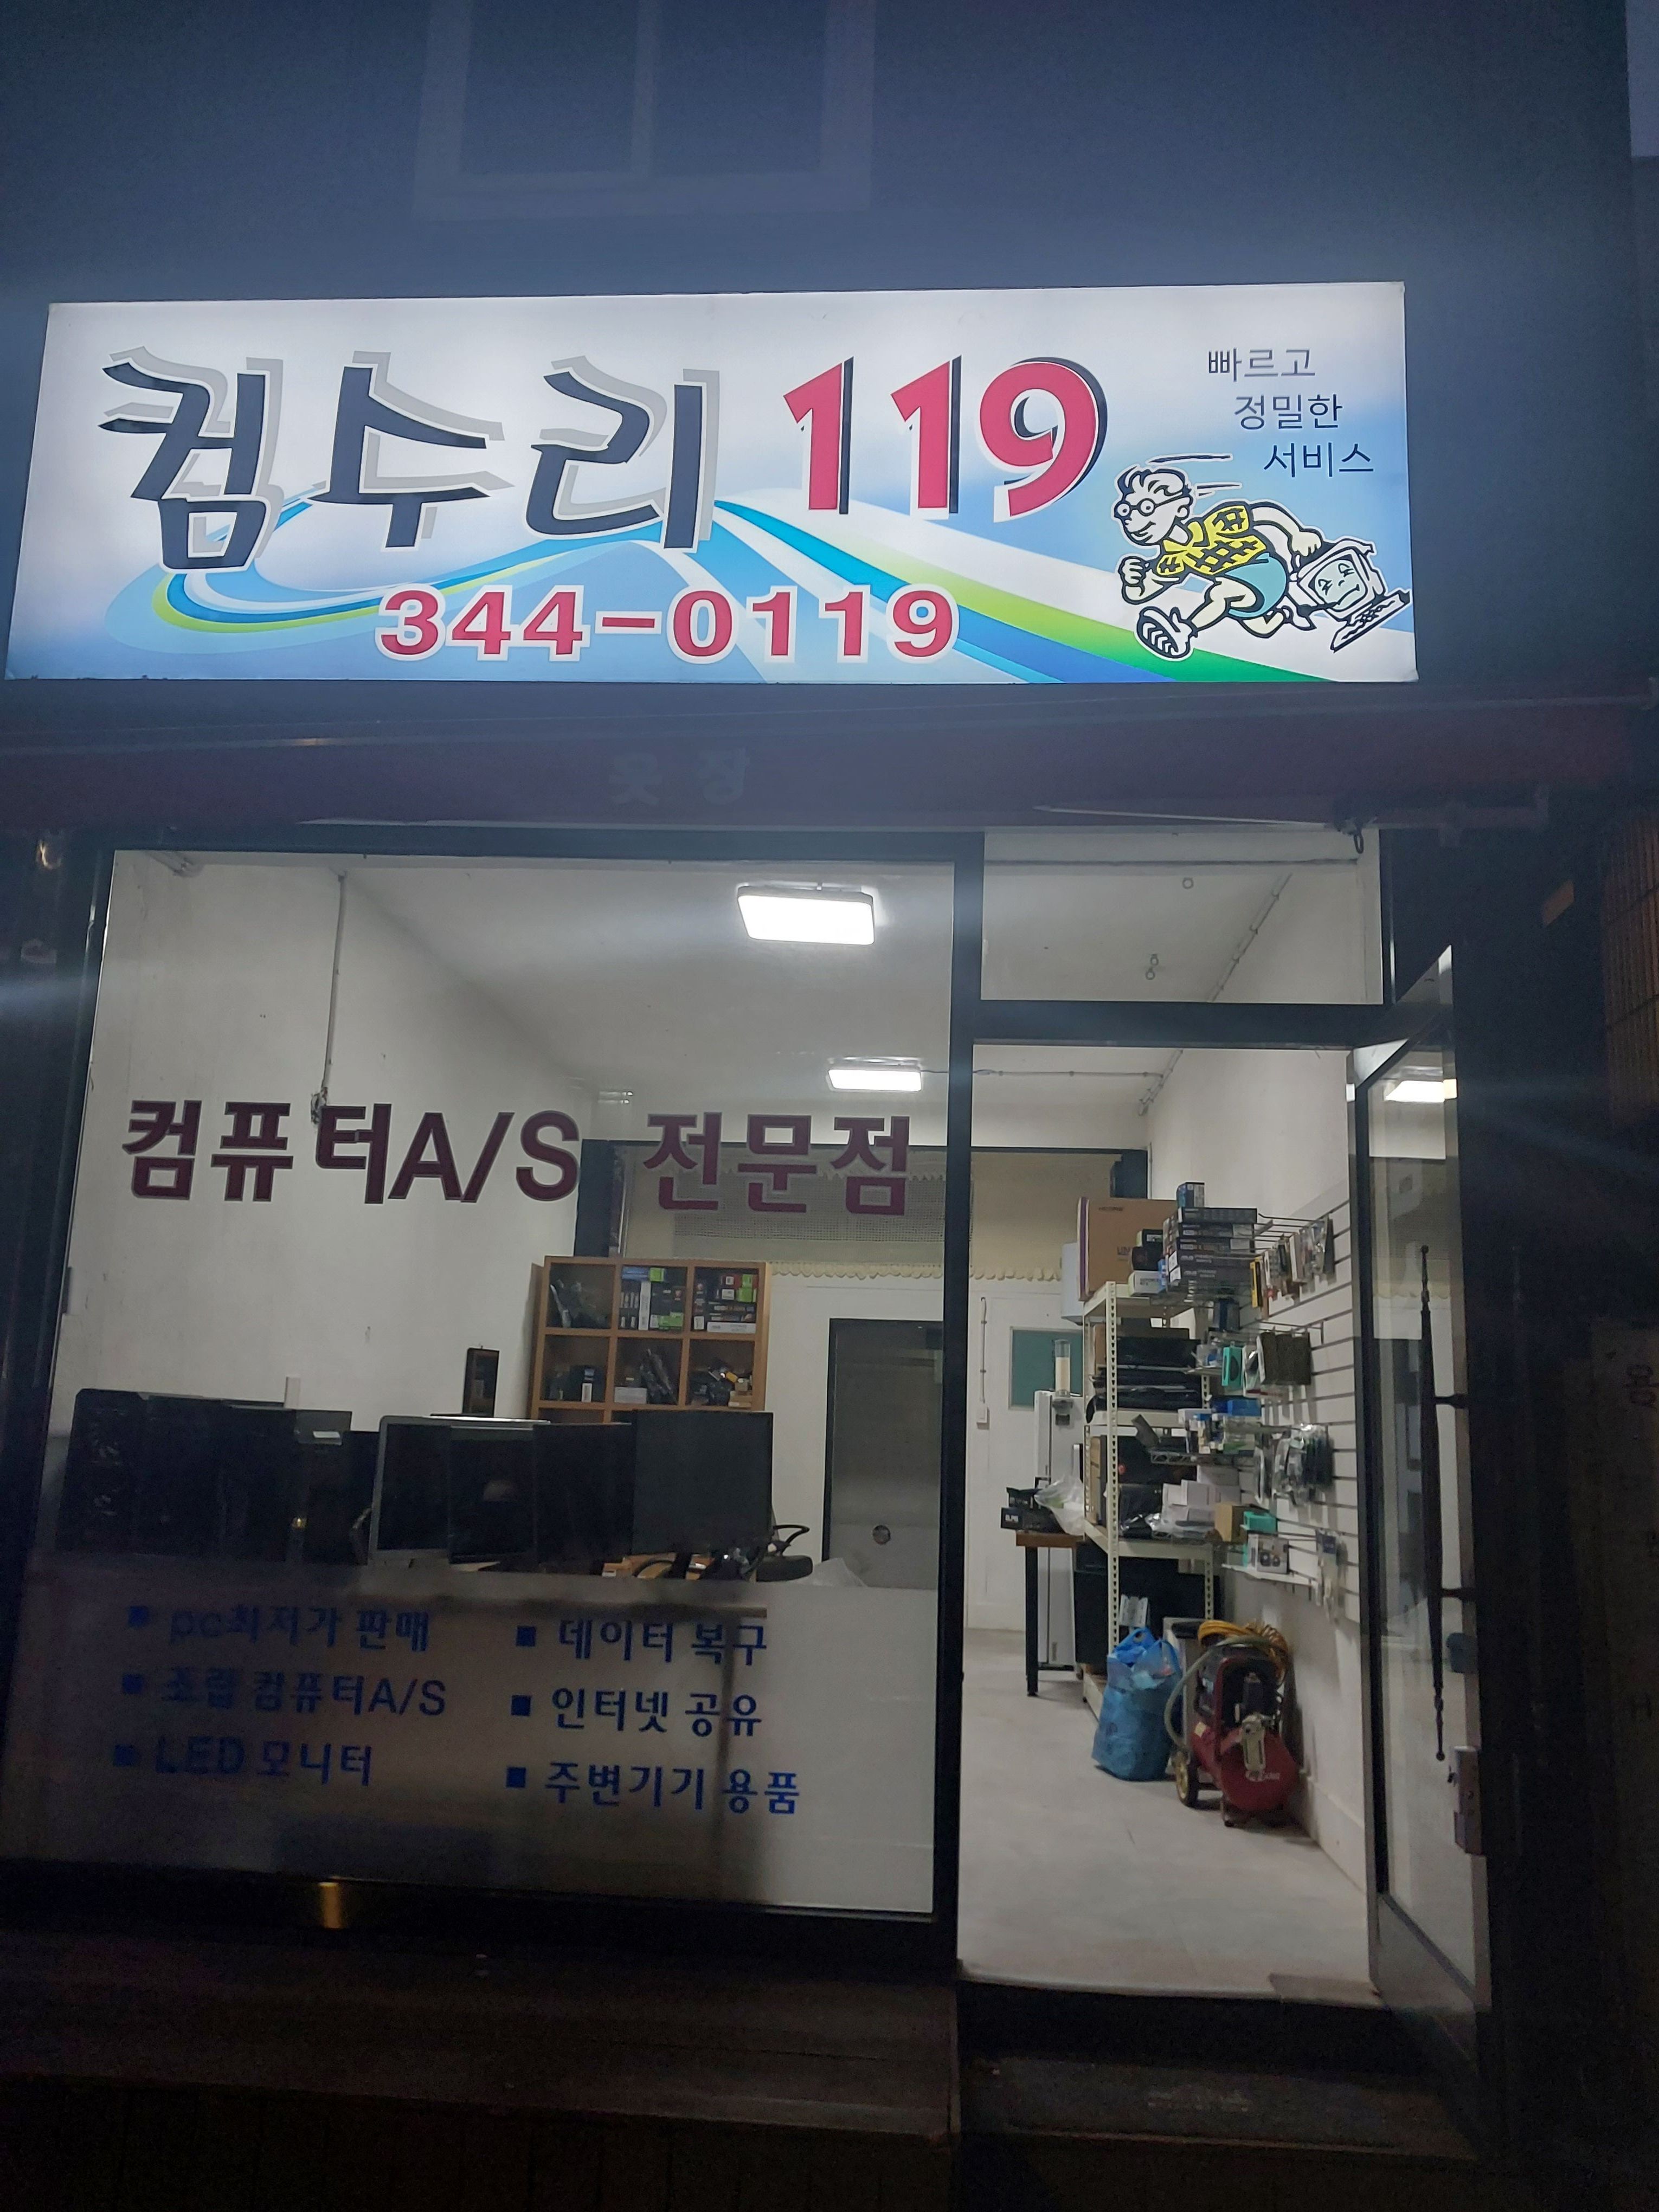 컴수리 119
빠르고
정밀한
서비스
344-0119
컴퓨터A/S 전문점
■ pc최저가 판매
■ 조립 컴퓨터A/S
■ LED 모니터
■ 데이터 복구
■ 인터넷 공유
■ 주변기기 용품